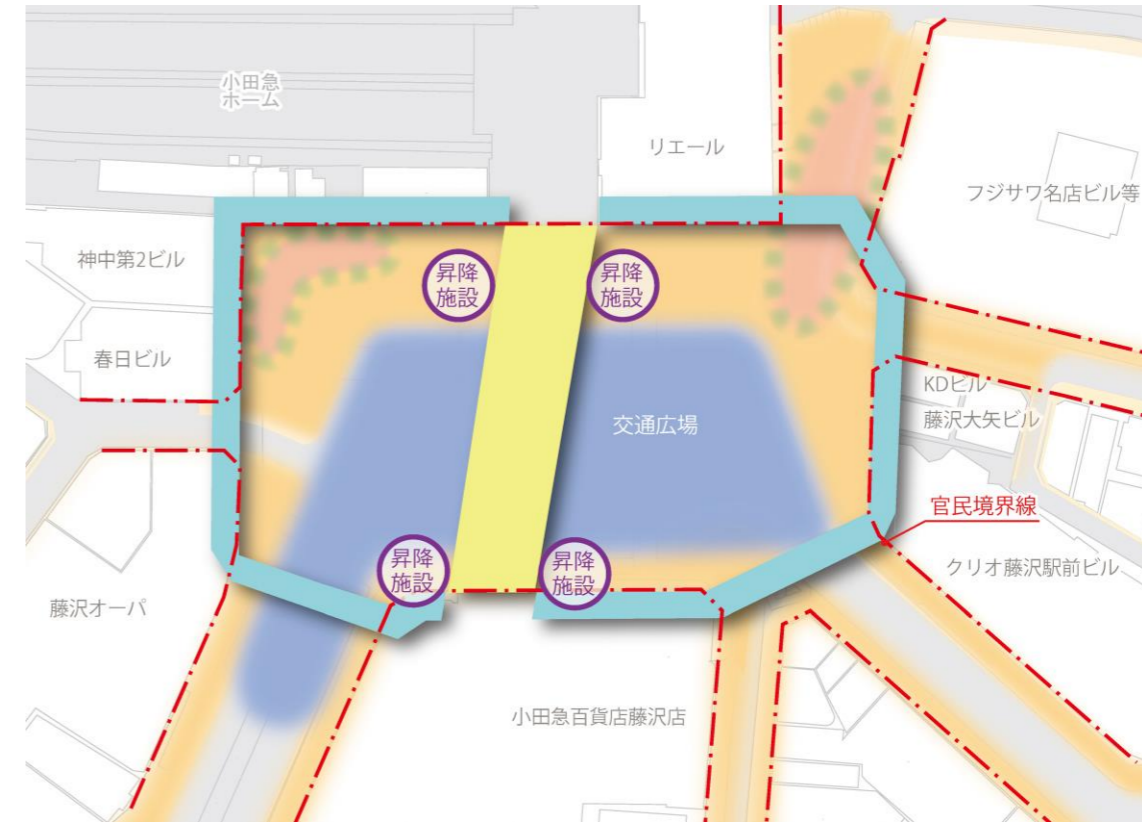 小田急
ホーム
リエール
フジサワ名店ビル等
神中第2ビル
昇降
施設
昇降
施設
春日ビル
KDビル
藤沢大矢ビル
交通広場
官民境界線
昇降
施設
昇降
施設
クリオ藤沢駅前ビル
藤沢オーパ
小田急百貨店藤沢店